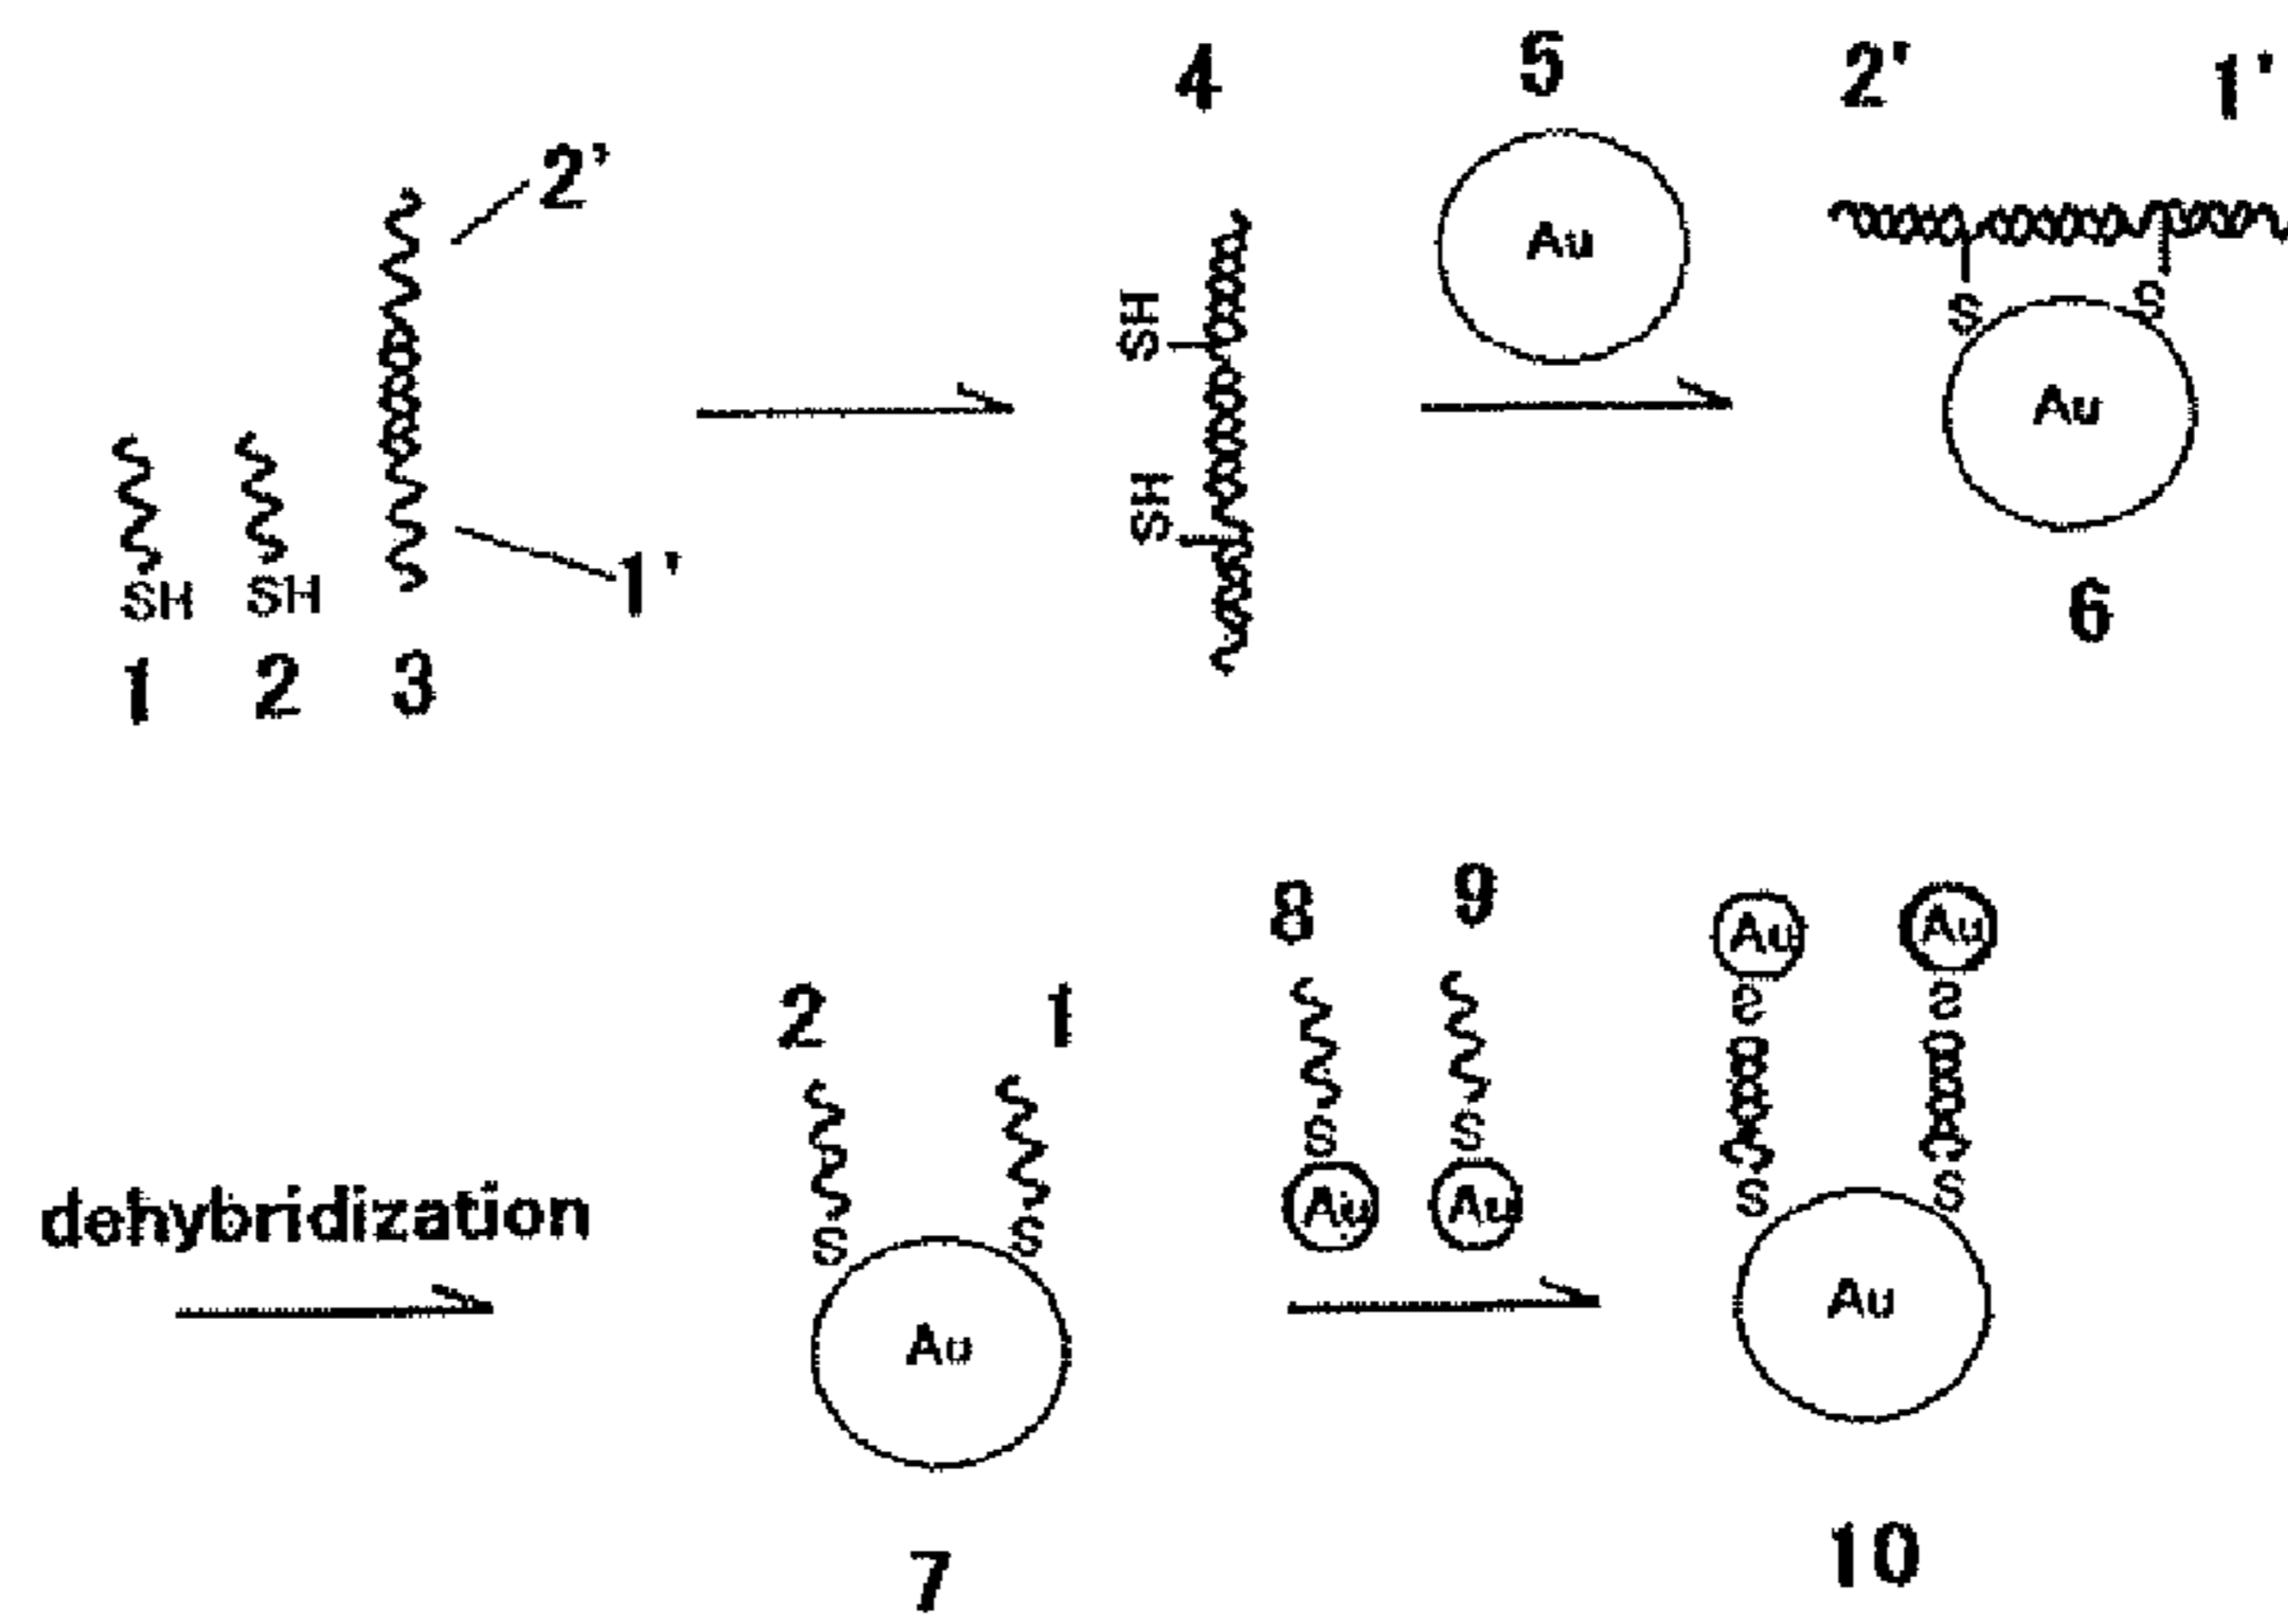 4 5 2' 1'
2'
Au
SH
S S
Au
SH
1'
SH SH
6
1 2 3
8 9
Au Au
2 1
S S
S S
S S
S S
Au Au
dehybridization
S S
Au
Au
10
7